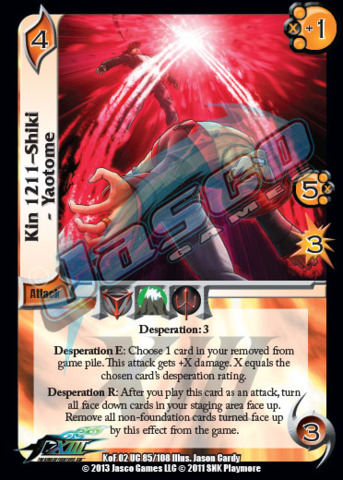 4
+1
Kin 1211-Shiki
- Yaotome
JASCO
GAMES
5
3
Attack
Desperation: 3
Desperation E: Choose 1 card in your removed from
game pile. This attack gets +X damage. X equals the
chosen card's desperation rating.
Desperation R: After you play this card as an attack, turn
all face down cards in your staging area face up.
Remove all non-foundation cards turned face up
by this effect from the game.
XIII
3
KoF 02 UC 85/108 Illus. Jason Cardy
© 2013 Jasco Games LLC © 2011 SNK Playmore